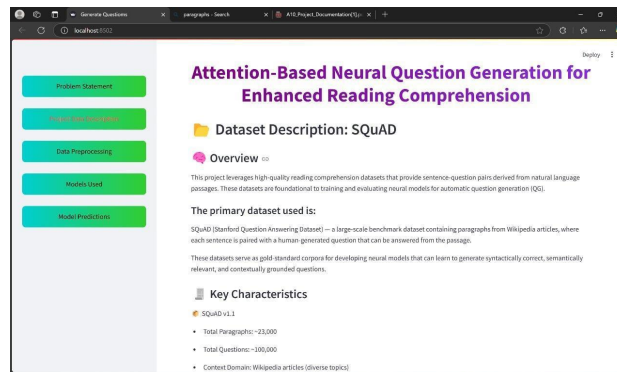 Generate Questions
paragraphs - Search
A10_Project_Documentation[1].p
localhost:8502
Deploy
Problem Statement
Data Preprocessing
Models Used
Model Predictions
Attention-Based Neural Question Generation for
Enhanced Reading Comprehension
Dataset Description: SQuAD
Overview
This project leverages high-quality reading comprehension datasets that provide sentence-question pairs derived from natural language
passages. These datasets are foundational to training and evaluating neural models for automatic question generation (QG).
The primary dataset used is:
SQuAD (Stanford Question Answering Dataset) — a large-scale benchmark dataset containing paragraphs from Wikipedia articles, where
each sentence is paired with a human-generated question that can be answered from the passage.
These datasets serve as gold-standard corpora for developing neural models that can learn to generate syntactically correct, semantically
relevant, and contextually grounded questions.
Key Characteristics
SQuAD v1.1
• Total Paragraphs: ~23,000
• Total Questions: ~100,000
• Context Domain: Wikipedia articles (diverse topics)